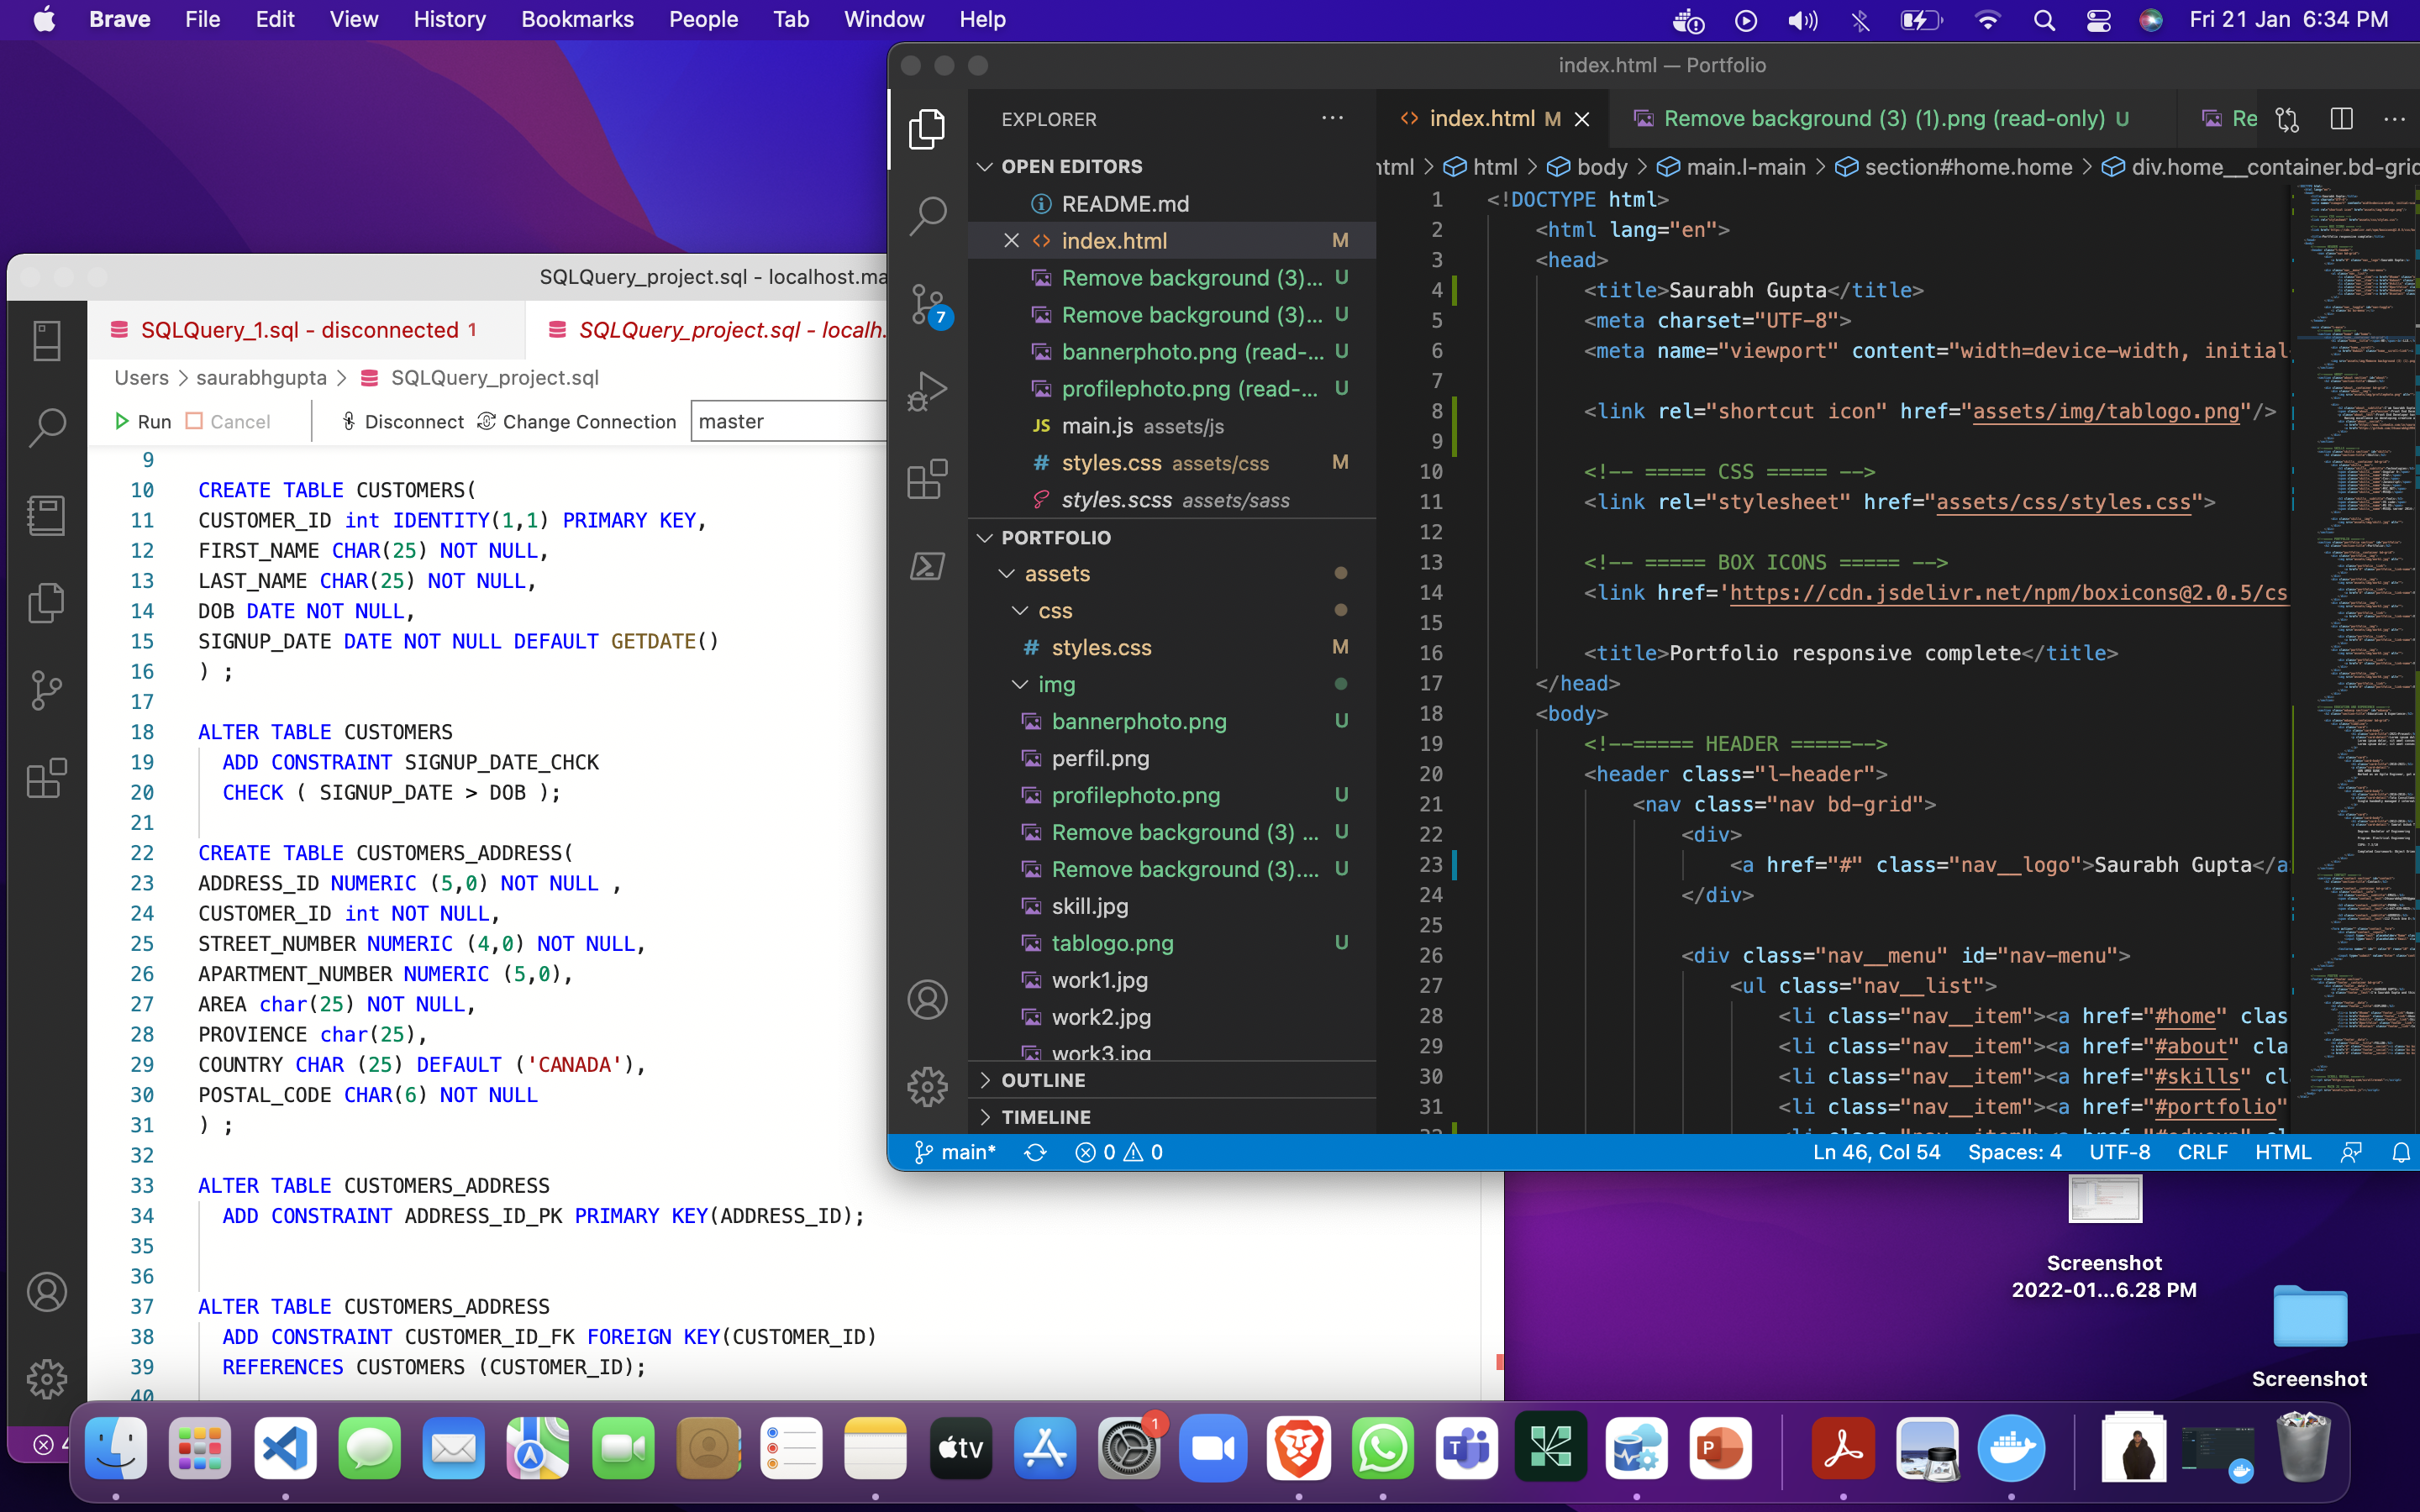 Brave File Edit View History Bookmarks People Tab Window Help
Fri 21 Jan 6:34 PM
SQLQuery_project.sql - localhost.ma
SQLQuery_1.sql - disconnected 1
SQLQuery_project.sql - localh.
Users > saurabhgupta > SQLQuery_project.sql
Run Cancel Disconnect Change Connection master
9
10 CREATE TABLE CUSTOMERS(
11 CUSTOMER_ID int IDENTITY(1,1) PRIMARY KEY,
12 FIRST_NAME CHAR(25) NOT NULL,
13 LAST_NAME CHAR(25) NOT NULL,
14 DOB DATE NOT NULL,
15 SIGNUP_DATE DATE NOT NULL DEFAULT GETDATE()
16 ) ;
17
18 ALTER TABLE CUSTOMERS
19 ADD CONSTRAINT SIGNUP_DATE_CHCK
20 CHECK ( SIGNUP_DATE > DOB );
21
22 CREATE TABLE CUSTOMERS_ADDRESS(
23 ADDRESS_ID NUMERIC (5,0) NOT NULL ,
24 CUSTOMER_ID int NOT NULL,
25 STREET_NUMBER NUMERIC (4,0) NOT NULL,
26 APARTMENT_NUMBER NUMERIC (5,0),
27 AREA char(25) NOT NULL,
28 PROVIENCE char(25),
29 COUNTRY CHAR (25) DEFAULT ('CANADA'),
30 POSTAL_CODE CHAR(6) NOT NULL
31 ) ;
32
33 ALTER TABLE CUSTOMERS_ADDRESS
34 ADD CONSTRAINT ADDRESS_ID_PK PRIMARY KEY(ADDRESS_ID);
35
36
37 ALTER TABLE CUSTOMERS_ADDRESS
38 ADD CONSTRAINT CUSTOMER_ID_FK FOREIGN KEY(CUSTOMER_ID)
39 REFERENCES CUSTOMERS (CUSTOMER_ID);
40
index.html — Portfolio
EXPLORER
OPEN EDITORS
README.md
index.html M
Remove background (3)... U
Remove background (3)... U
bannerphoto.png (read-... U
profilephoto.png (read-... U
JS main.js assets/js
# styles.css assets/css M
styles.scss assets/sass
PORTFOLIO
assets
css
# styles.css M
img
bannerphoto.png U
perfil.png
profilephoto.png U
Remove background (3) ... U
Remove background (3).... U
skill.jpg
tablogo.png U
work1.jpg
work2.jpg
work3.jpg
OUTLINE
TIMELINE
7
index.html M
Remove background (3) (1).png (read-only) U
Re
html > html > body > main.l-main > section#home.home > div.home__container.bd-grid
1 <!DOCTYPE html>
2 <html lang="en">
3 <head>
4 <title>Saurabh Gupta</title>
5 <meta charset="UTF-8">
6 <meta name="viewport" content="width=device-width, initial-
7
8 <link rel="shortcut icon" href="assets/img/tablogo.png"/>
9
10 <!-- ===== CSS ===== -->
11 <link rel="stylesheet" href="assets/css/styles.css">
12
13 <!-- ===== BOX ICONS ===== -->
14 <link href='https://cdn.jsdelivr.net/npm/boxicons@2.0.5/cs
15
16 <title>Portfolio responsive complete</title>
17 </head>
18 <body>
19 <!--===== HEADER =====-->
20 <header class="l-header">
21 <nav class="nav bd-grid">
22 <div>
23 <a href="#" class="nav__logo">Saurabh Gupta</a
24 </div>
25
26 <div class="nav__menu" id="nav-menu">
27 <ul class="nav__list">
28 <li class="nav__item"><a href="#home" clas
29 <li class="nav__item"><a href="#about" cla
30 <li class="nav__item"><a href="#skills" cl
31 <li class="nav__item"><a href="#portfolio"
main* 0 0 Ln 46, Col 54 Spaces: 4 UTF-8 CRLF HTML
Screenshot
2022-01...6.28 PM
Screenshot
4
tv
1
T
P